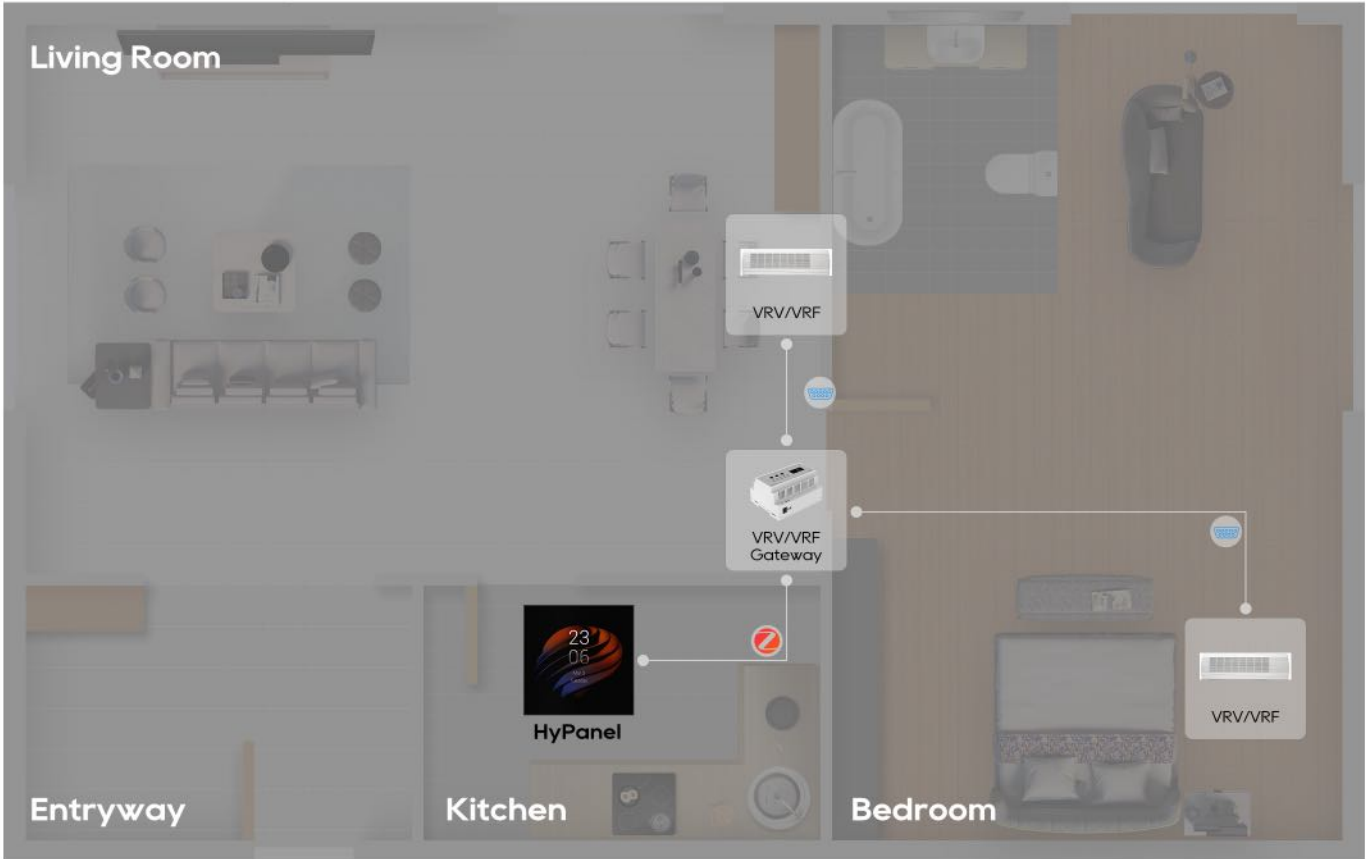 Living Room
VRV/VRF
VRV/VRF
Gateway
23
06
HyPanel
VRV/VRF
Entryway
Kitchen
Bedroom